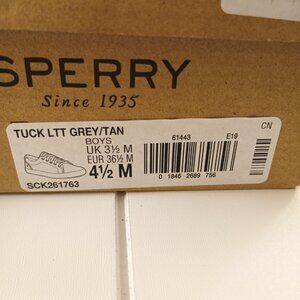 SPERRY
Since 1935
TUCK LTT GREY/TAN
BOYS
UK 3½ M
EUR 36½ M
4½ M
SCK261763
61443
E19
CN
0 1846 2689 756